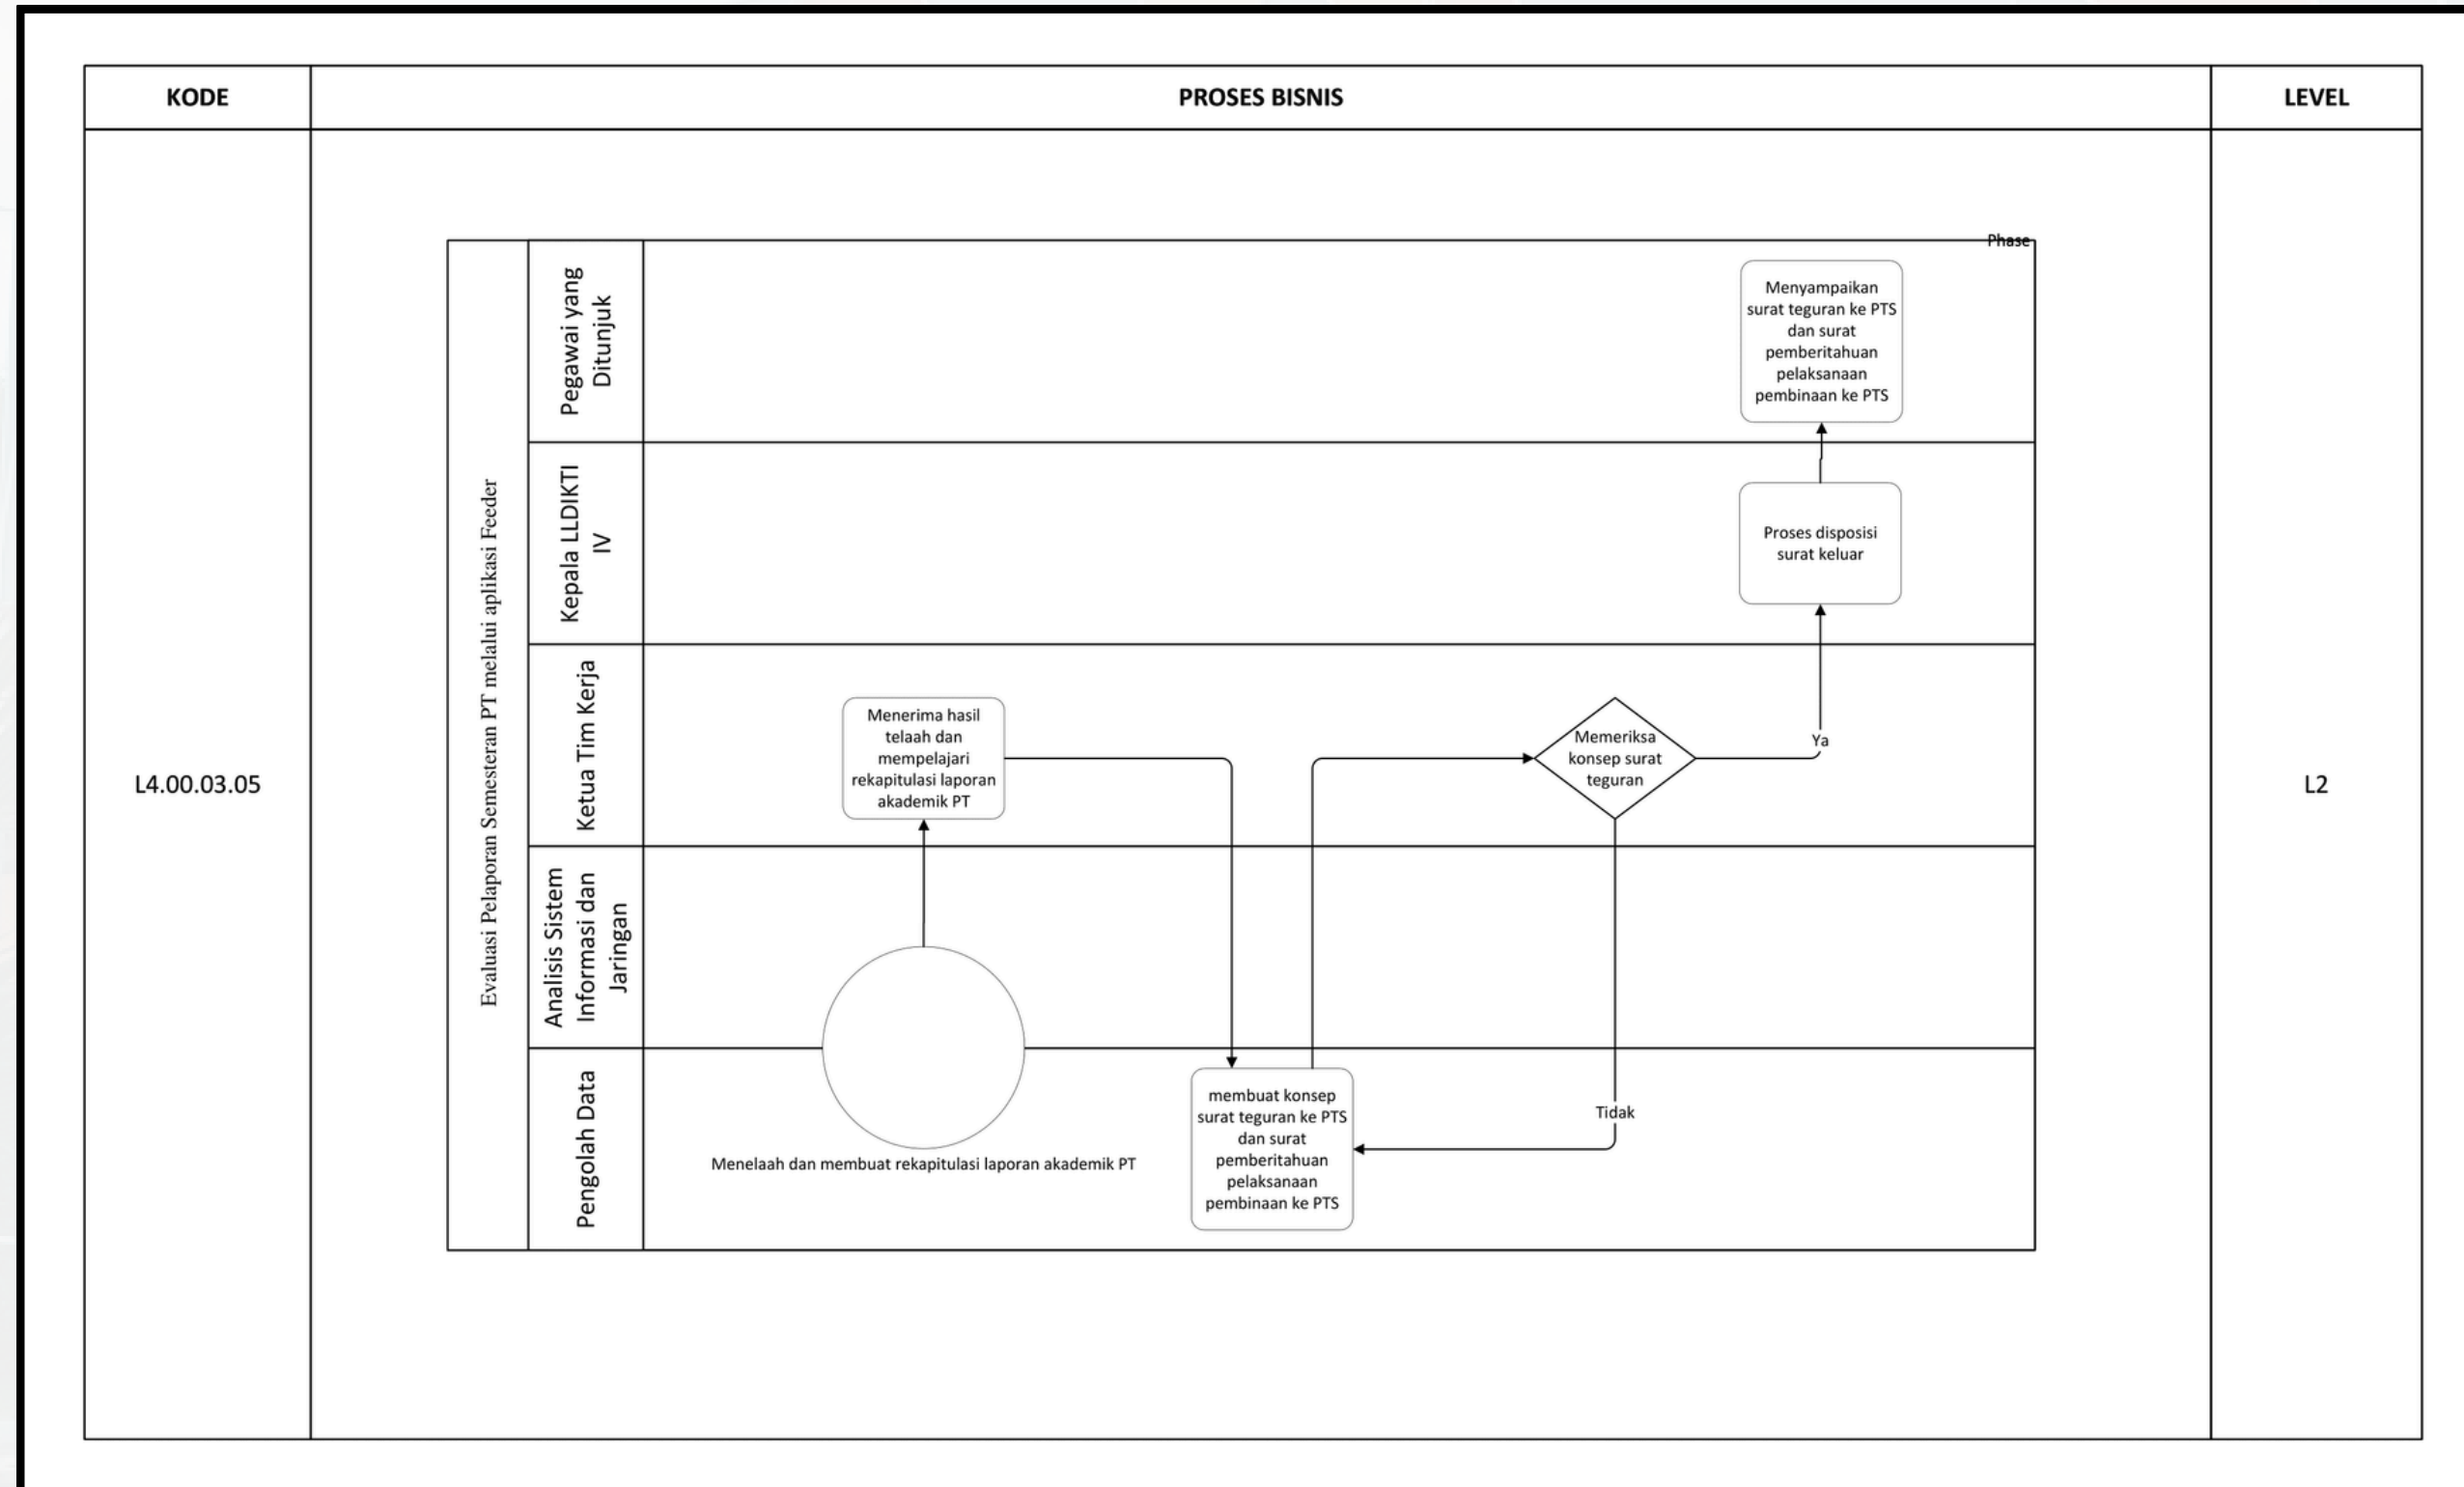 KODE
PROSES BISNIS
LEVEL
L4.00.03.05
Evaluasi Pelaporan Semesteran PT melalui aplikasi Feeder
Phase
Pegawai yang
Ditunjuk
Menyampaikan
surat teguran ke PTS
dan surat
pemberitahuan
pelaksanaan
pembinaan ke PTS
Kepala LLDIKTI
IV
Proses disposisi
surat keluar
Ketua Tim Kerja
Menerima hasil
telaah dan
mempelajari
rekapitulasi laporan
akademik PT
Memeriksa
konsep surat
teguran
Ya
Analisis Sistem
Informasi dan
Jaringan
Pengolah Data
Menelaah dan membuat rekapitulasi laporan akademik PT
membuat konsep
surat teguran ke PTS
dan surat
pemberitahuan
pelaksanaan
pembinaan ke PTS
Tidak
L2